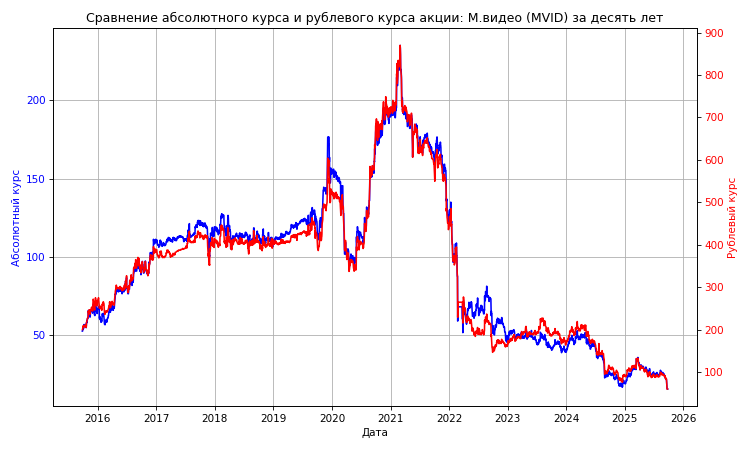 Сравнение абсолютного курса и рублевого курса акции: М.видео (MVID) за десять лет
900
800
700
600
500
400
300
200
100
200
150
100
50
Абсолютный курс
Рублевый курс
2016 2017 2018 2019 2020 2021 2022 2023 2024 2025 2026
Дата